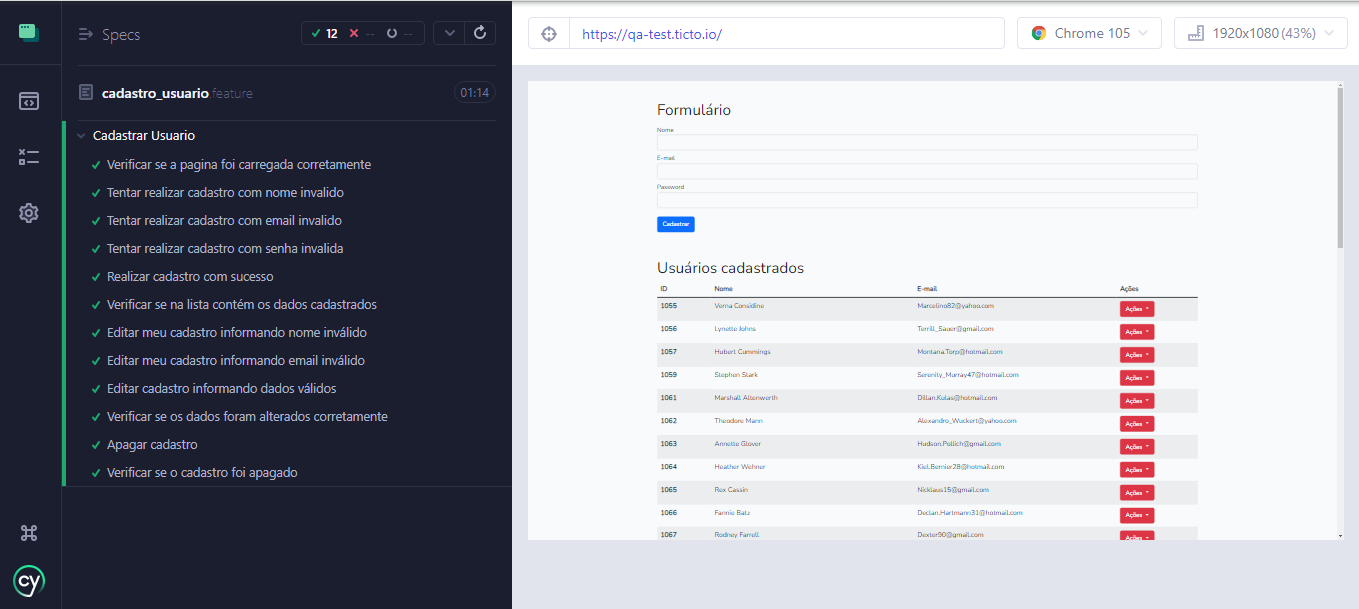 Specs
12 -- --
cadastro_usuario.feature 01:14
Cadastrar Usuario
Verificar se a pagina foi carregada corretamente
Tentar realizar cadastro com nome invalido
Tentar realizar cadastro com email invalido
Tentar realizar cadastro com senha invalida
Realizar cadastro com sucesso
Verificar se na lista contém os dados cadastrados
Editar meu cadastro informando nome inválido
Editar meu cadastro informando email inválido
Editar cadastro informando dados válidos
Verificar se os dados foram alterados corretamente
Apagar cadastro
Verificar se o cadastro foi apagado
cy
https://qa-test.ticto.io/ Chrome 105 1920x1080 (43%)
Formulário
Nome
E-mail
Password
Cadastrar
Usuários cadastrados
ID Nome E-mail Ações
1055 Verna Considine Marcelino82@yahoo.com Ações
1056 Lynette Johns Terrill_Sauer@gmail.com Ações
1057 Hubert Cummings Montana.Torp@hotmail.com Ações
1059 Stephen Stark Serenity_Murray47@hotmail.com Ações
1061 Marshall Altenwerth Dillan.Kulas@hotmail.com Ações
1062 Theodore Mann Alexandro_Wuckert@yahoo.com Ações
1063 Annette Glover Hudson.Pollich@gmail.com Ações
1064 Heather Wehner Kiel.Bernier28@hotmail.com Ações
1065 Rex Cassin Nicklaus15@gmail.com Ações
1066 Fannie Batz Declan.Hartmann31@hotmail.com Ações
1067 Rodney Farrell Dexter90@gmail.com Ações